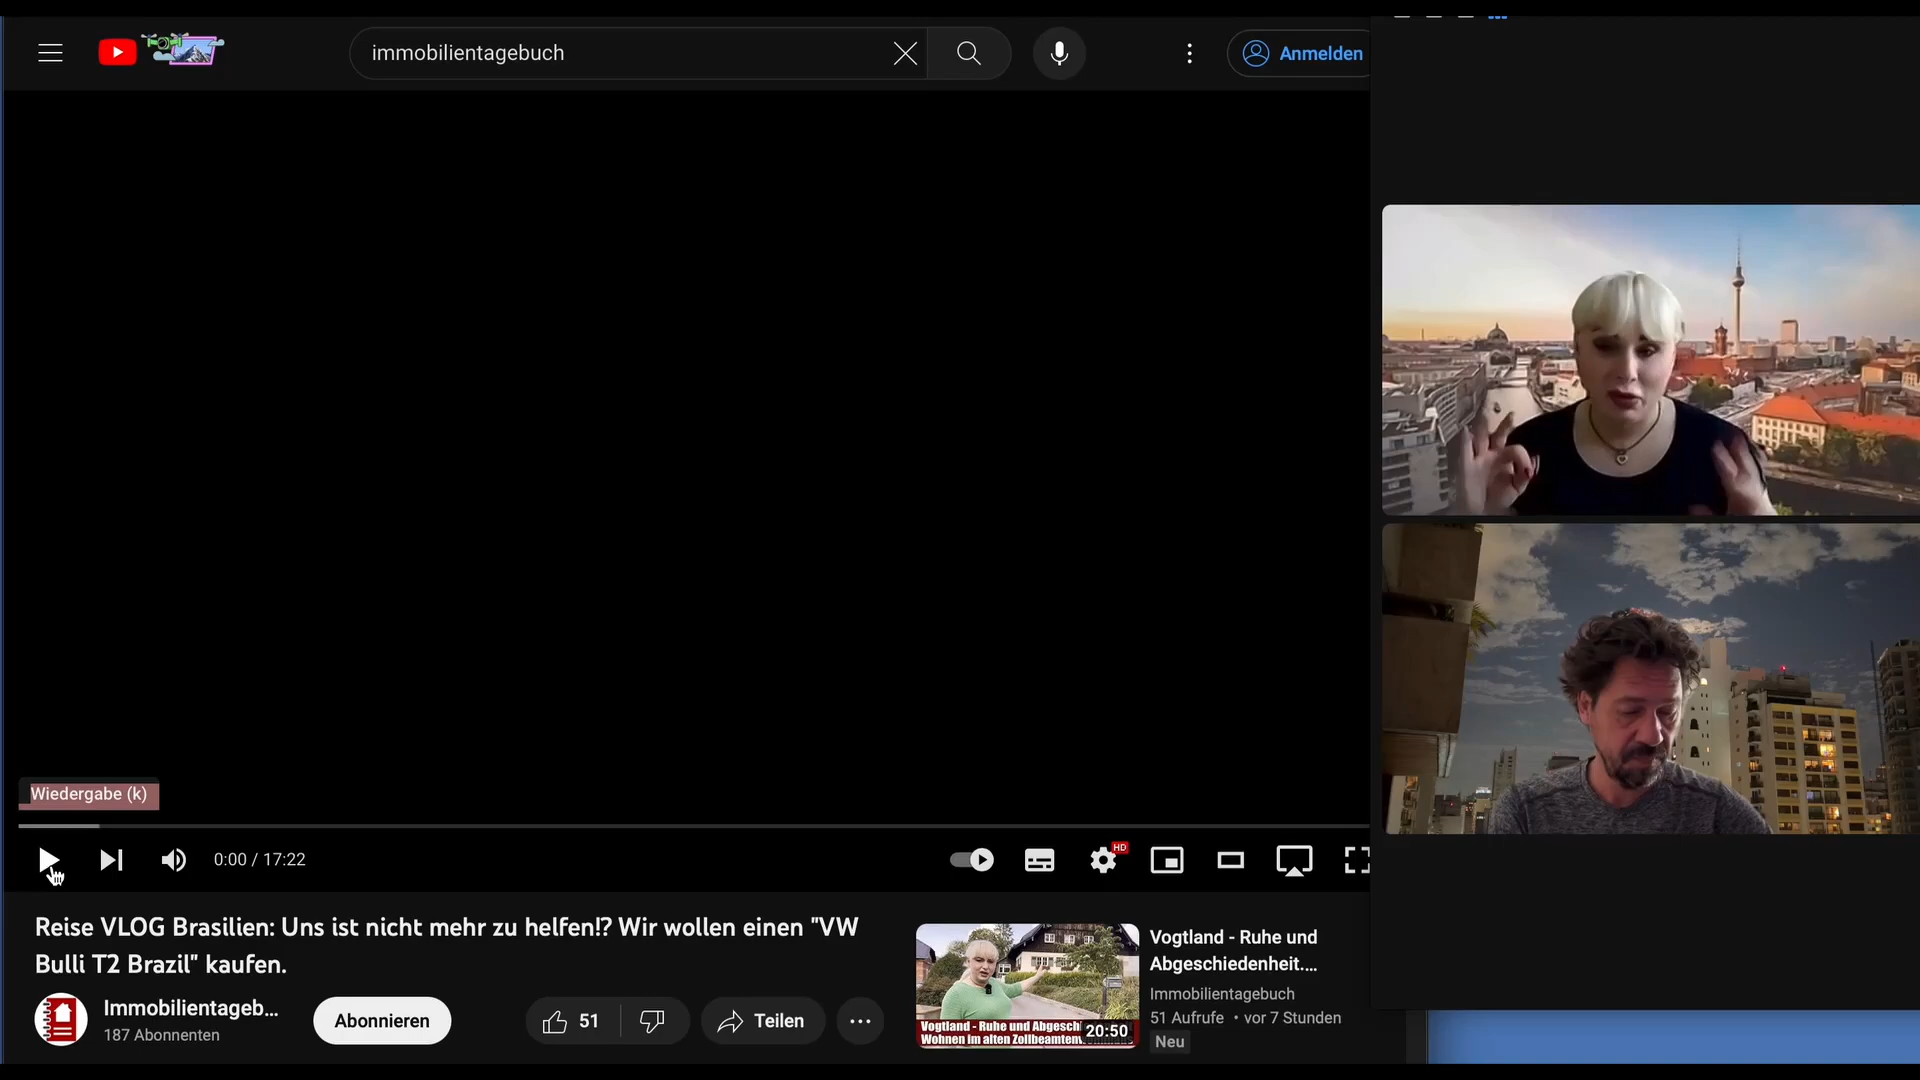 immobilientagebuch
Anmelden
Wiedergabe (k)
0:00 / 17:22
HD
Reise VLOG Brasilien: Uns ist nicht mehr zu helfen!? Wir wollen einen "VW
Bulli T2 Brazil" kaufen.
Immobilientageb...
187 Abonnenten
Abonnieren
51
Teilen
Vogtland - Ruhe und Abgesch
Wohnen im alten Zollbeamten
20:50
Vogtland - Ruhe und
Abgeschiedenheit....
Immobilientagebuch
51 Aufrufe • vor 7 Stunden
Neu